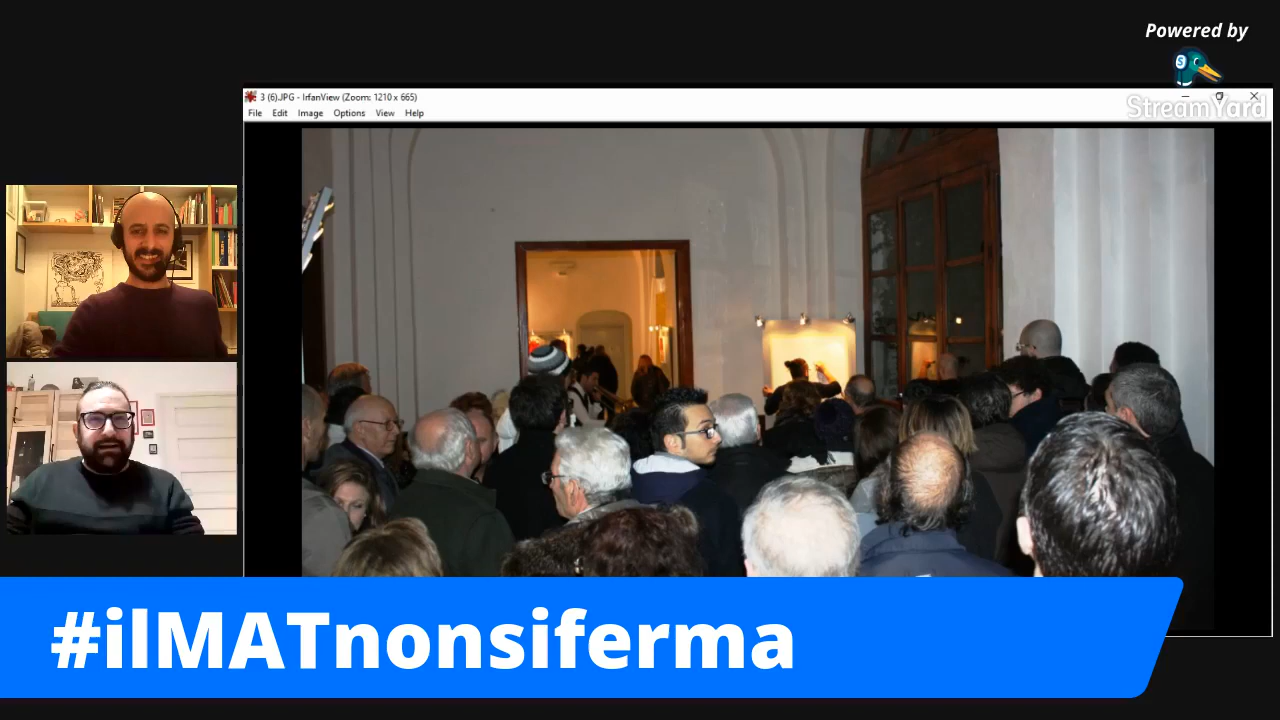 Powered by
StreamYard
3 (6).JPG - IrfanView (Zoom: 1210 x 665)
File Edit Image Options View Help
#ilMATnonsiferma